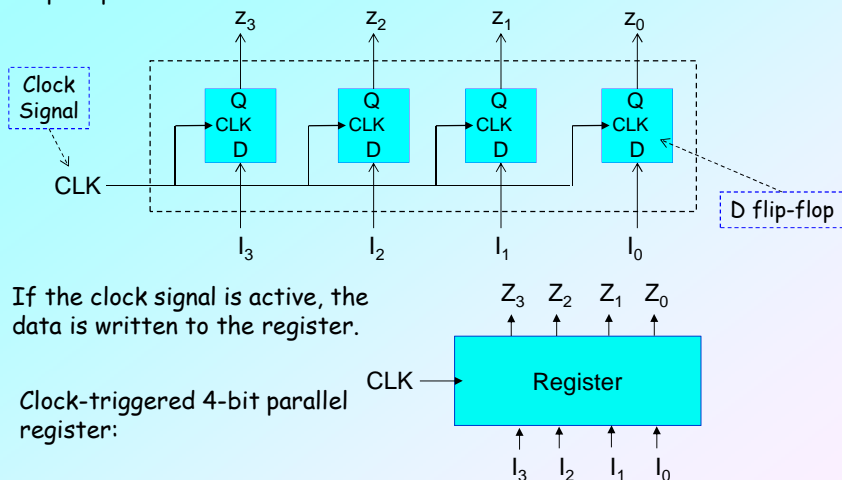 z3 z2 z1 z0
Clock
Signal
Q Q Q Q
CLK CLK CLK CLK
D D D D
CLK
D flip-flop
I3 I2 I1 I0
If the clock signal is active, the
data is written to the register.
Z3 Z2 Z1 Z0
CLK
Register
Clock-triggered 4-bit parallel
register:
I3 I2 I1 I0